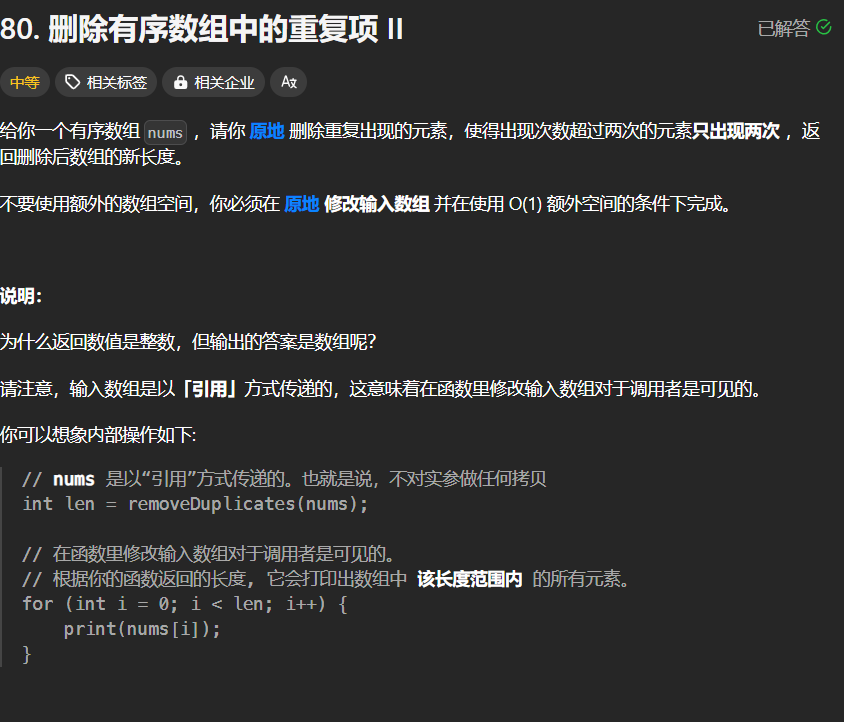 80. 删除有序数组中的重复项 II
已解答
中等 相关标签 相关企业 Aあ
给你一个有序数组 nums ，请你 原地 删除重复出现的元素，使得出现次数超过两次的元素只出现两次 ，返
回删除后数组的新长度。
不要使用额外的数组空间，你必须在 原地 修改输入数组 并在使用 O(1) 额外空间的条件下完成。
说明：
为什么返回数值是整数，但输出的答案是数组呢？
请注意，输入数组是以「引用」方式传递的，这意味着在函数里修改输入数组对于调用者是可见的。
你可以想象内部操作如下:
// nums 是以“引用”方式传递的。也就是说，不对实参做任何拷贝
int len = removeDuplicates(nums);
// 在函数里修改输入数组对于调用者是可见的。
// 根据你的函数返回的长度, 它会打印出数组中 该长度范围内 的所有元素。
for (int i = 0; i < len; i++) {
    print(nums[i]);
}